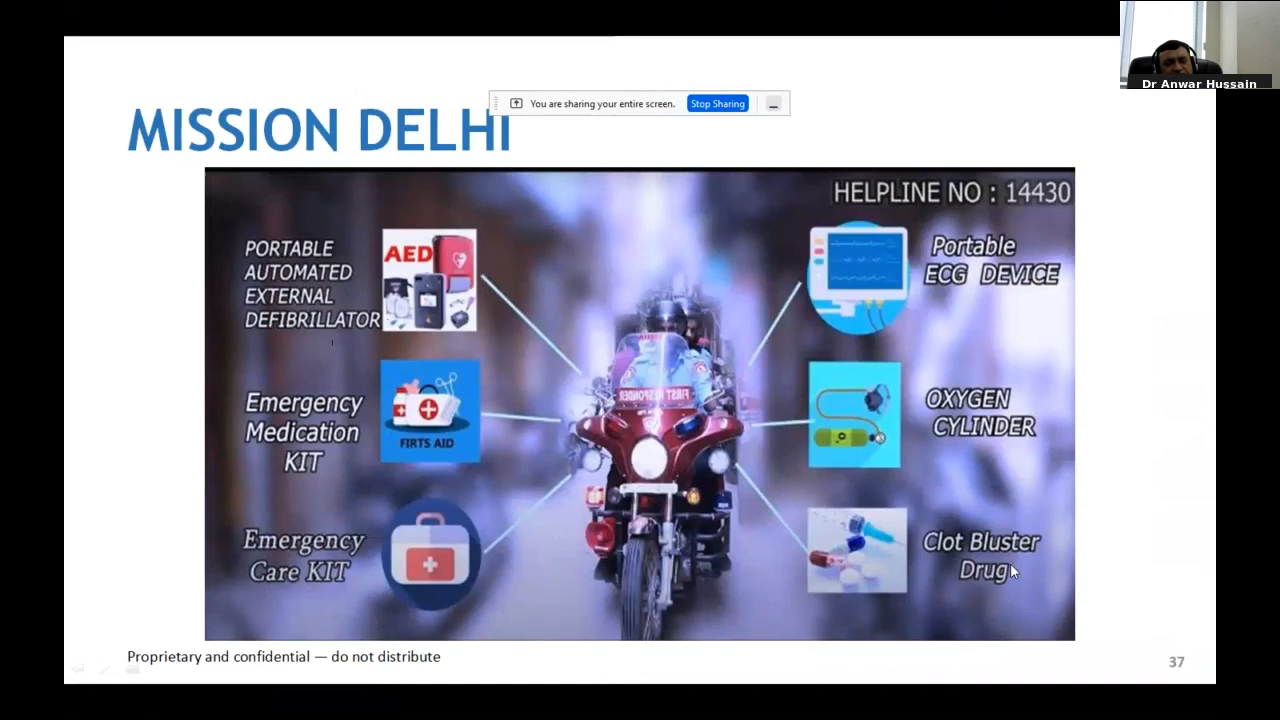 Dr Anwar Hussain
You are sharing your entire screen.
Stop Sharing
MISSION DELHI
HELPLINE NO : 14430
PORTABLE
AUTOMATED
EXTERNAL
DEFIBRILLATOR
AED
Portable
ECG DEVICE
Emergency
Medication
KIT
FIRTS AID
OXYGEN
CYLINDER
FIRST RESPONDER
Emergency
Care KIT
Clot Bluster
Drug
Proprietary and confidential — do not distribute
37